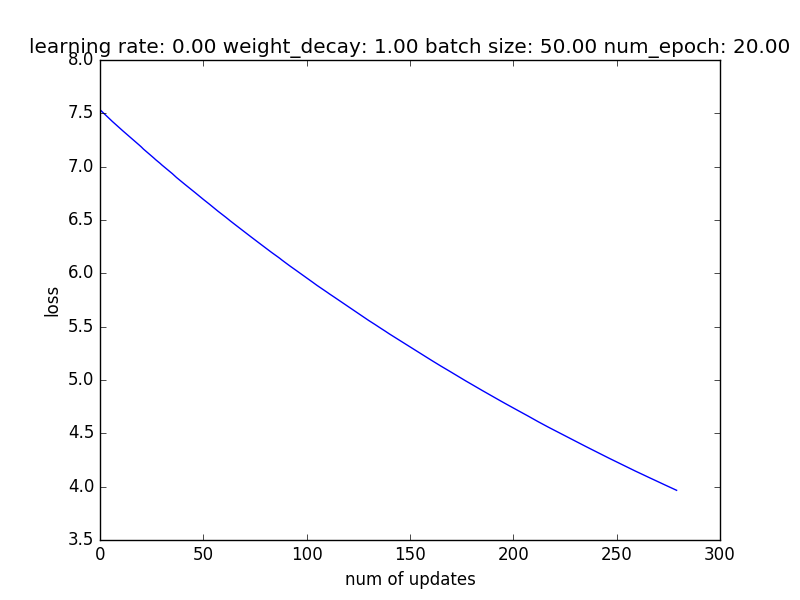 learning rate: 0.00 weight_decay: 1.00 batch size: 50.00 num_epoch: 20.00
8.0
7.5
7.0
6.5
6.0
5.5
5.0
4.5
4.0
3.5
loss
0 50 100 150 200 250 300
num of updates